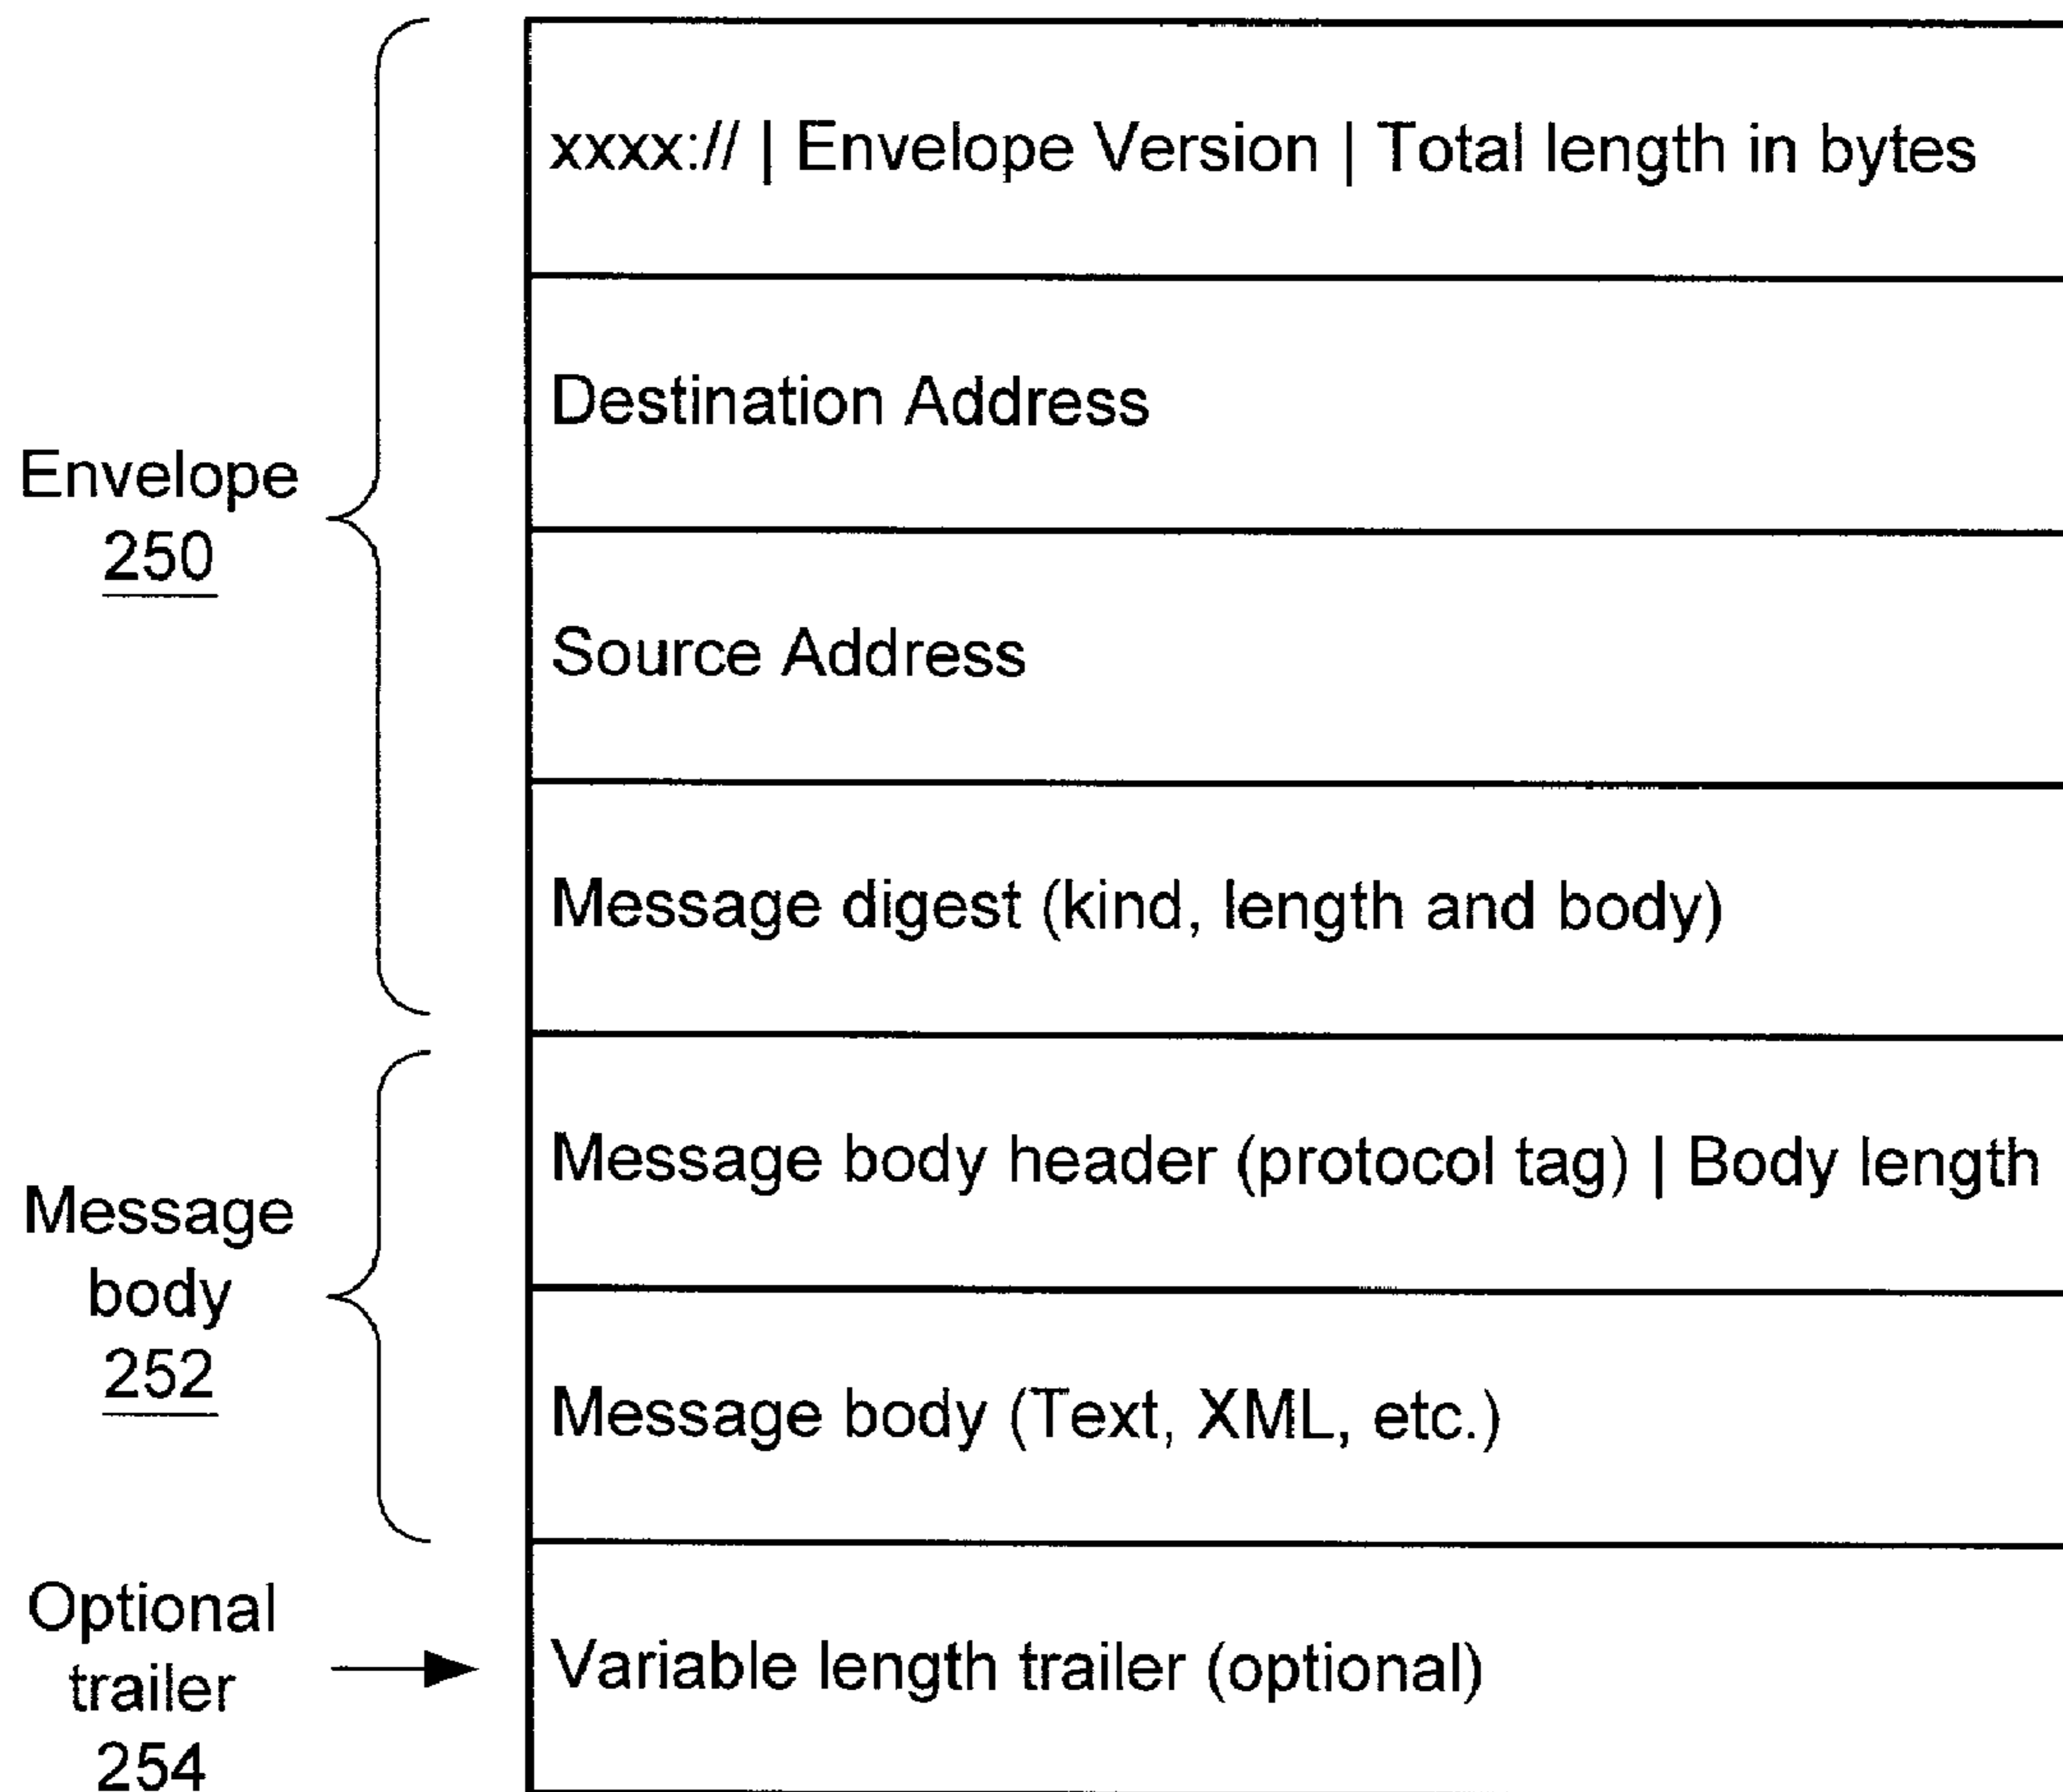 xxxx:// | Envelope Version | Total length in bytes
Destination Address
Envelope
250
Source Address
Message digest (kind, length and body)
Message body header (protocol tag) | Body length
Message
body
252
Message body (Text, XML, etc.)
Optional
trailer
254
Variable length trailer (optional)